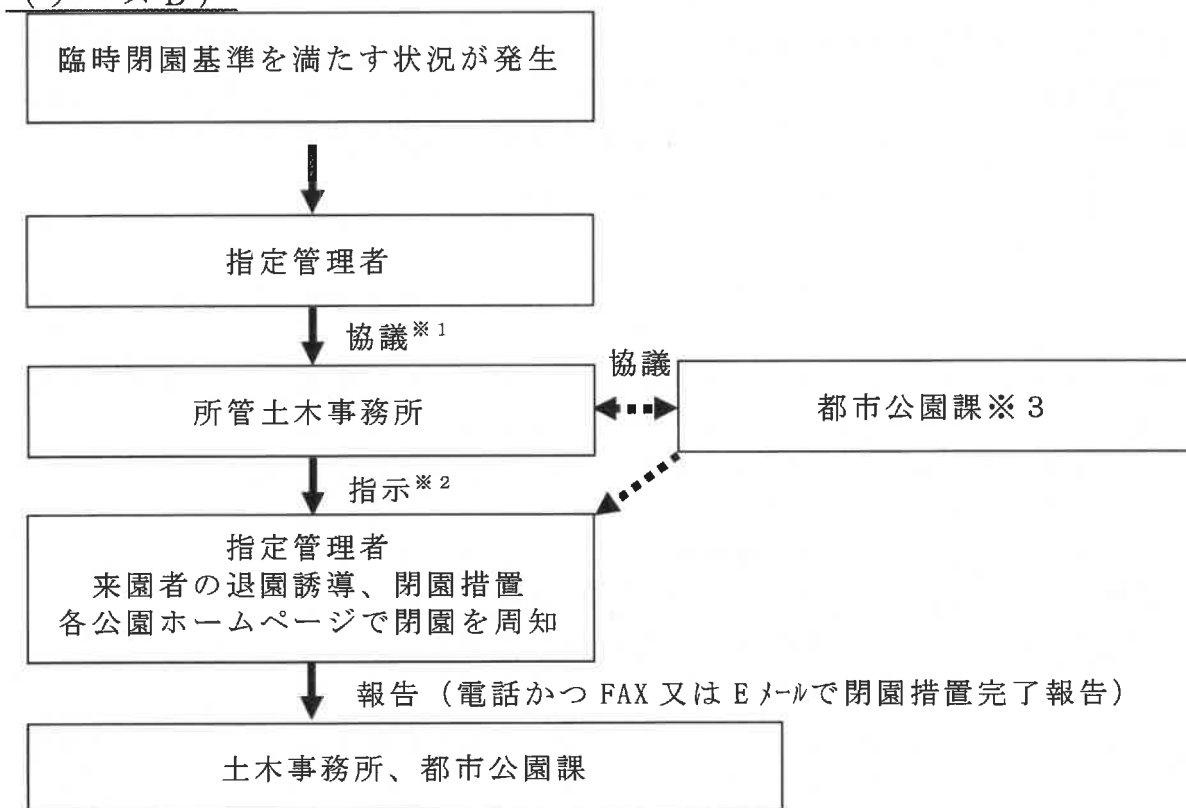 (ケースB)
臨時閉園基準を満たす状況が発生
指定管理者
協議※1
協議
所管土木事務所
都市公園課※3
指示※2
指定管理者
来園者の退園誘導、閉園措置
各公園ホームページで閉園を周知
報告（電話かつ FAX 又は Eメールで閉園措置完了報告）
土木事務所、都市公園課